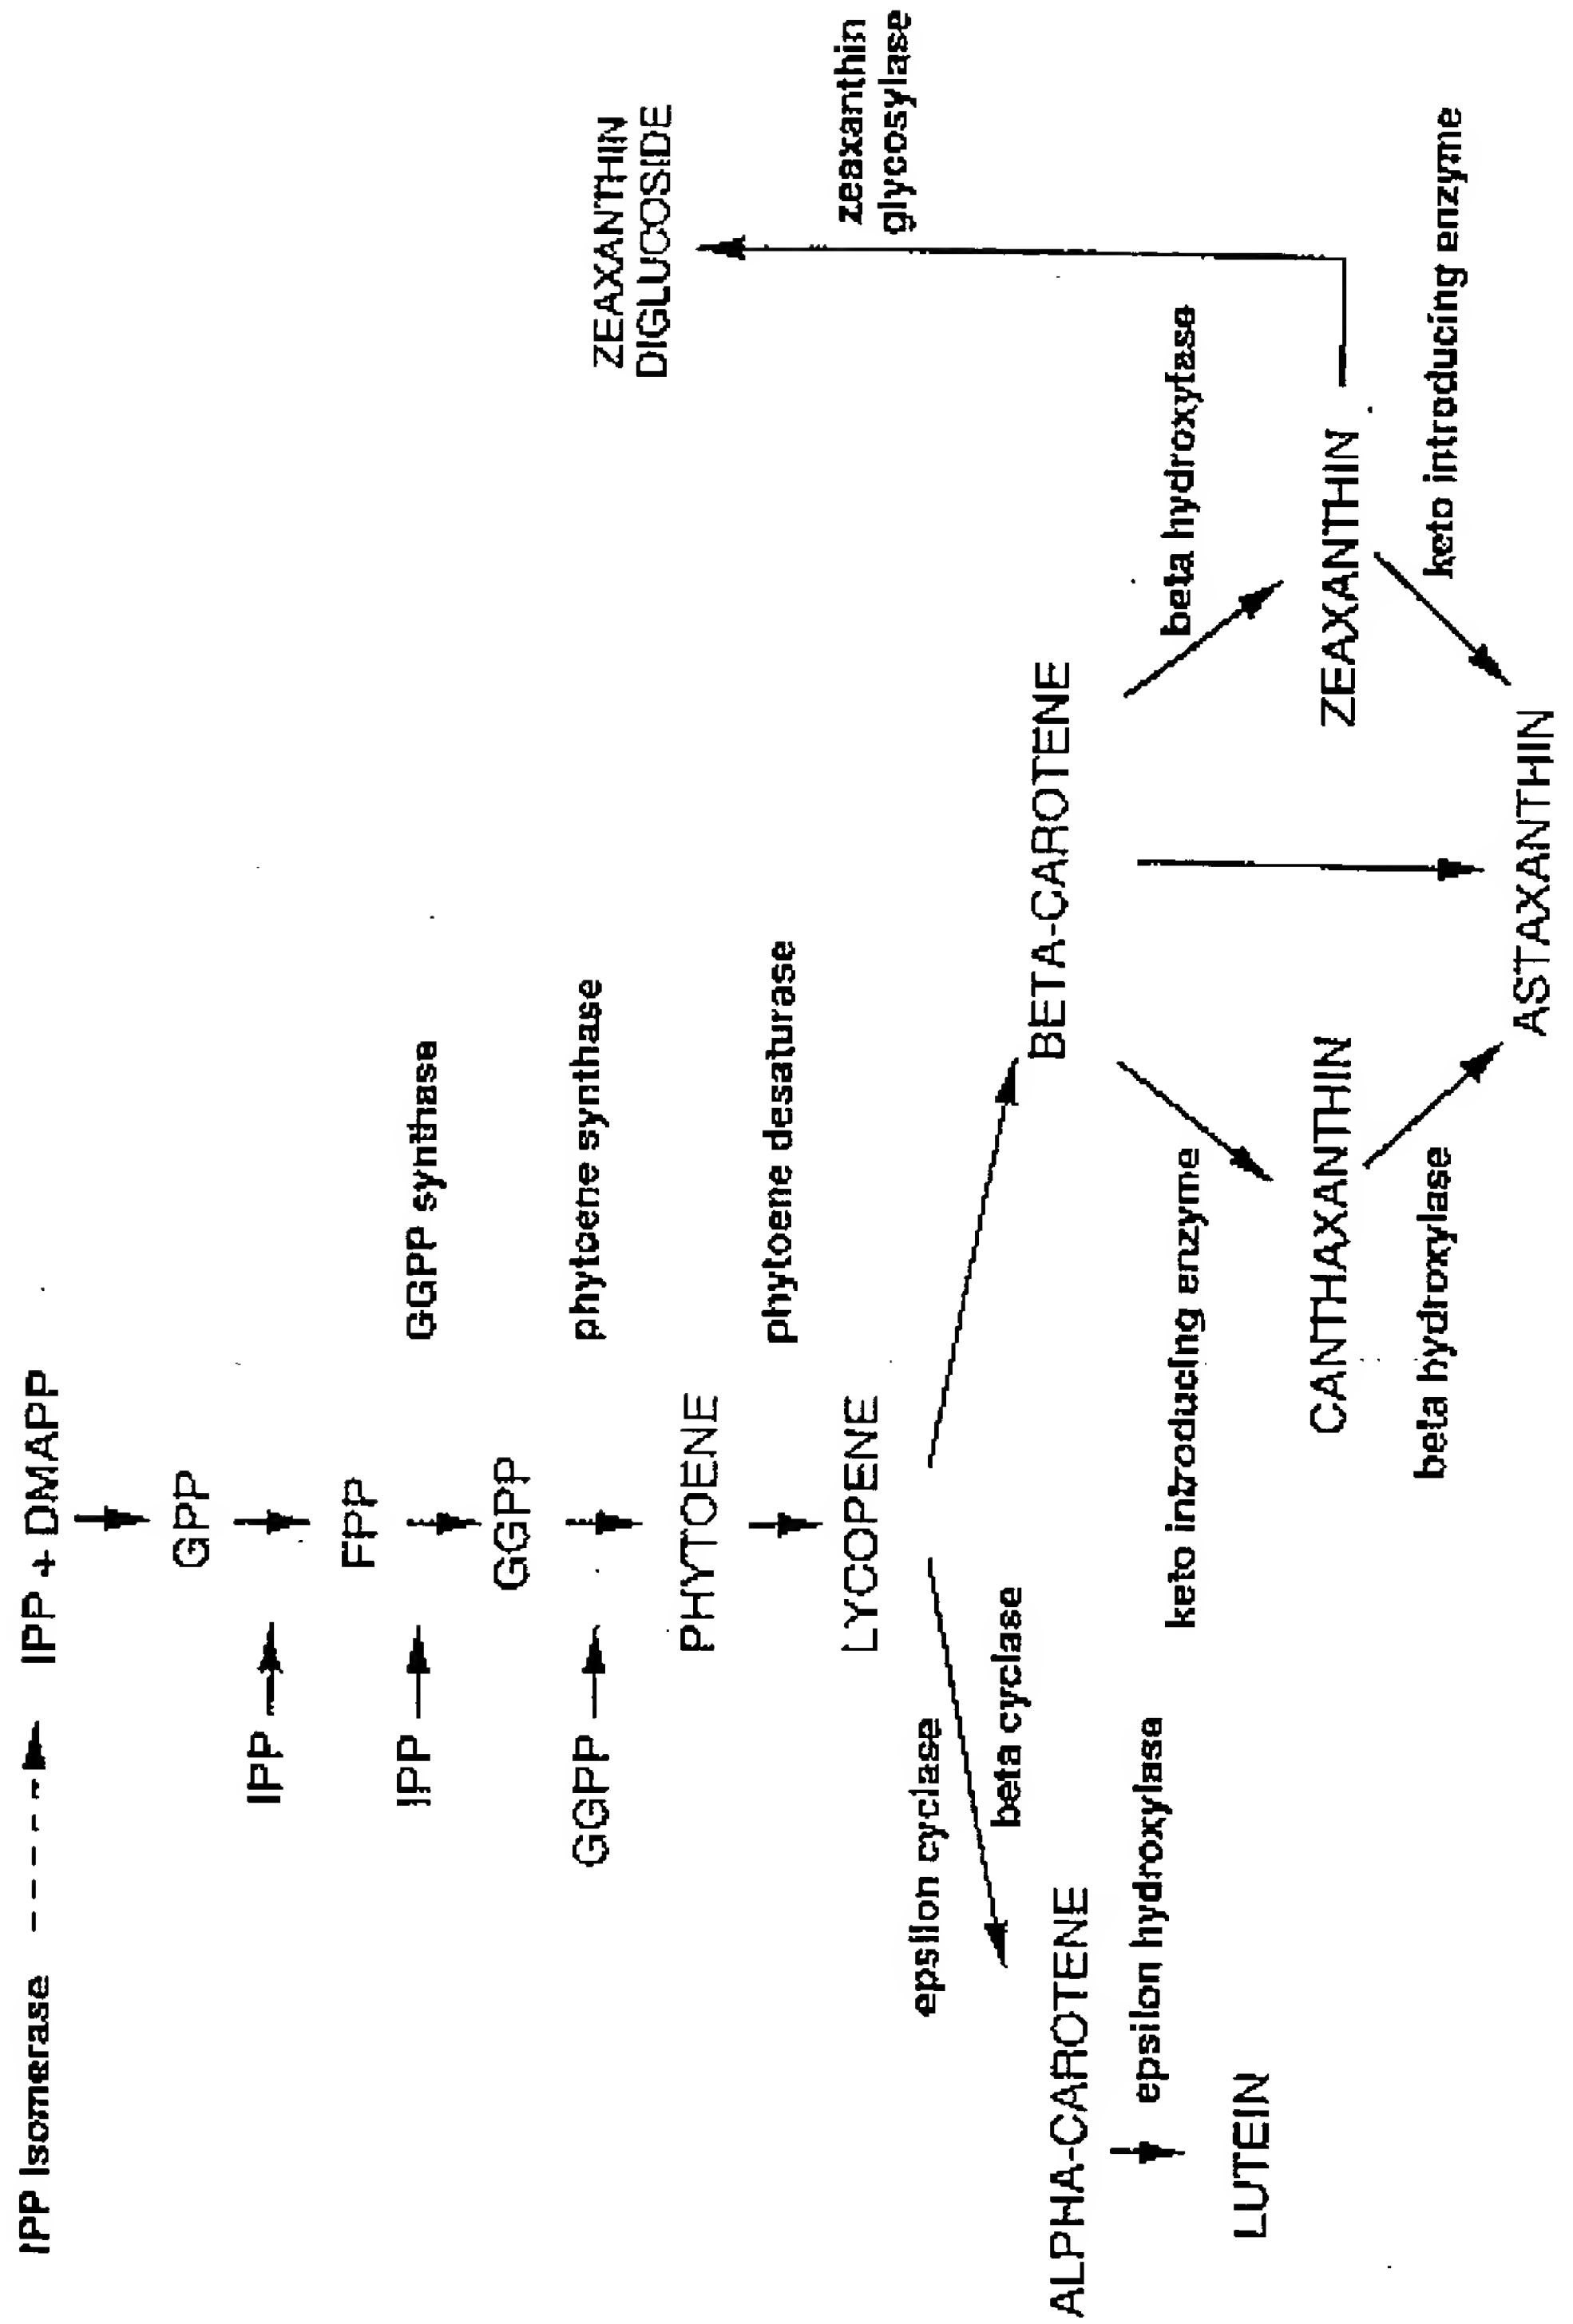 IPP Isomerase
IPP + DMAPP
GPP
IPP
FPP
IPP
GGPP synthase
GGPP
GGPP
phytoene synthase
PHYTOENE
phytoene desaturase
LYCOPENE
epsilon cyclase
beta cyclase
ALPHA-CAROTENE
BETA-CAROTENE
epsilon hydroxylase
LUTEIN
keto introducing enzyme
beta hydroxylase
CANTHAXANTHIN
ZEAXANTHIN
beta hydroxylase
keto introducing enzyme
ASTAXANTHIN
ZEAXANTHIN
DIGLUCOSIDE
zeaxanthin
glycosylase